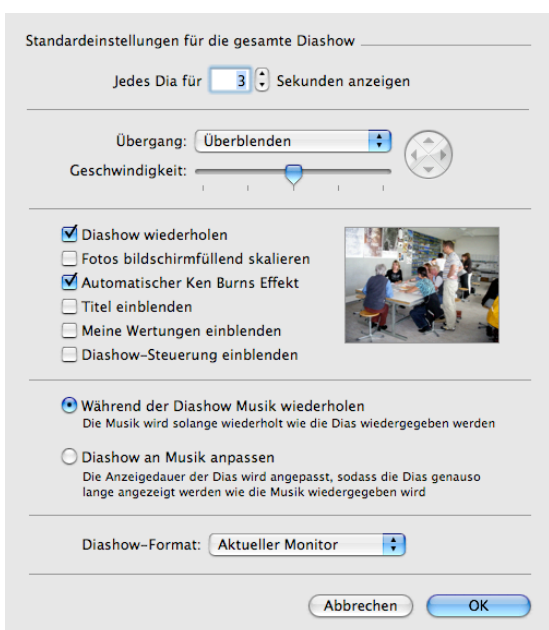 Standardeinstellungen für die gesamte Diashow
Jedes Dia für 3 Sekunden anzeigen
Übergang: Überblenden
Geschwindigkeit:
Diashow wiederholen
Fotos bildschirmfüllend skalieren
Automatischer Ken Burns Effekt
Titel einblenden
Meine Wertungen einblenden
Diashow-Steuerung einblenden
Während der Diashow Musik wiederholen
Die Musik wird solange wiederholt wie die Dias wiedergegeben werden
Diashow an Musik anpassen
Die Anzeigedauer der Dias wird angepasst, sodass die Dias genauso
lange angezeigt werden wie die Musik wiedergegeben wird
Diashow-Format: Aktueller Monitor
Abbrechen OK